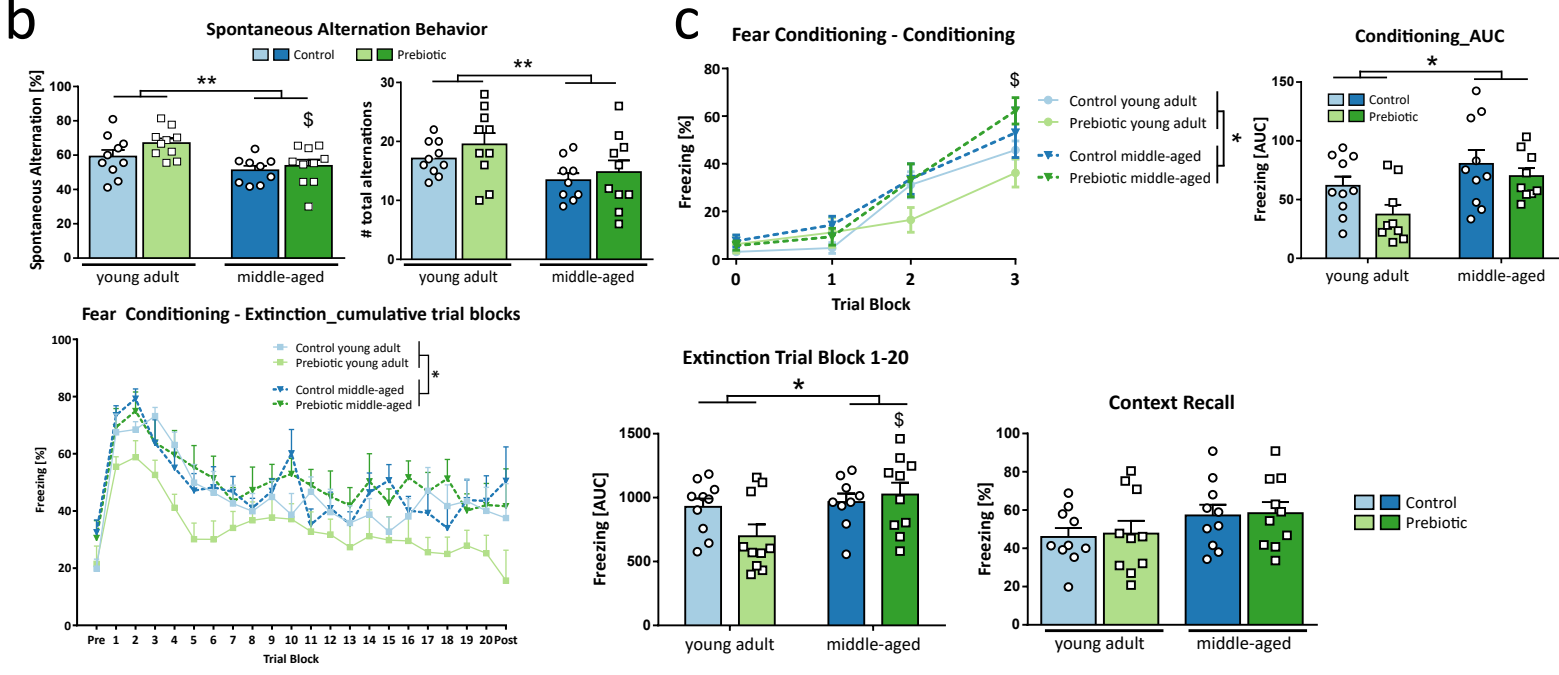 b
Spontaneous Alternation Behavior
Control Prebiotic
Spontaneous Alternation [%]
100
80
60
40
20
0
**
$
young adult middle-aged
# total alternations
30
20
10
0
**
young adult middle-aged
c
Fear Conditioning - Conditioning
Freezing [%]
80
60
40
20
0
$
0 1 2 3
Trial Block
Control young adult
Prebiotic young adult
Control middle-aged
Prebiotic middle-aged
*
Conditioning_AUC
Freezing [AUC]
150
100
50
0
*
Control
Prebiotic
young adult middle-aged
Fear Conditioning - Extinction_cumulative trial blocks
Freezing [%]
100
80
60
40
20
0
Control young adult
Prebiotic young adult
Control middle-aged
Prebiotic middle-aged
*
Pre 1 2 3 4 5 6 7 8 9 10 11 12 13 14 15 16 17 18 19 20 Post
Trial Block
Extinction Trial Block 1-20
Freezing [AUC]
1500
1000
500
0
*
$
young adult middle-aged
Context Recall
Freezing [%]
100
80
60
40
20
0
young adult middle-aged
Control
Prebiotic